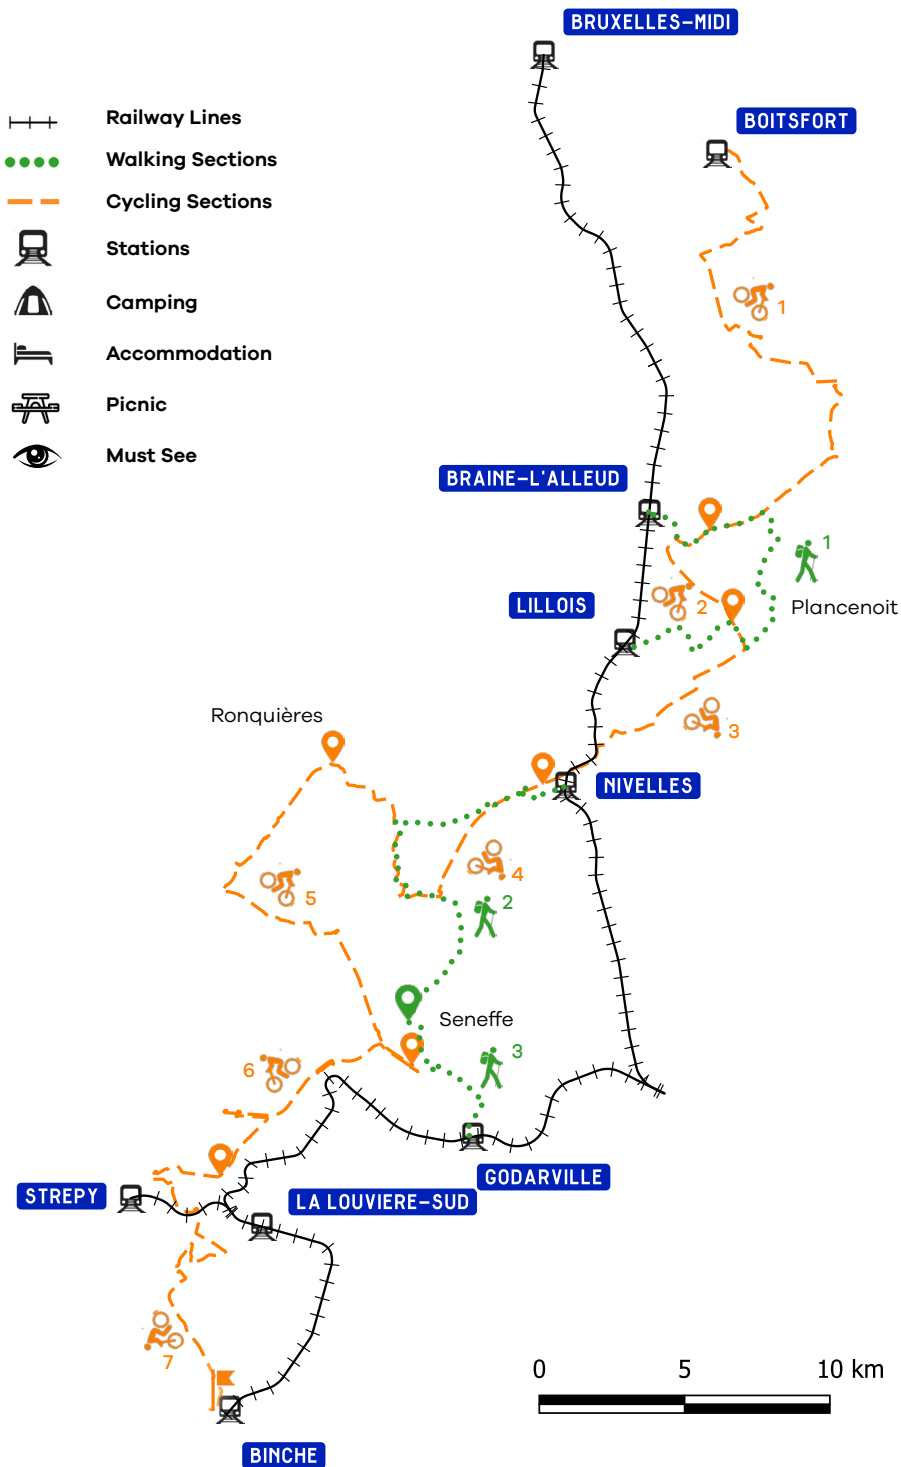 BRUXELLES-MIDI
BOITSFORT
Railway Lines
Walking Sections
Cycling Sections
Stations
Camping
Accommodation
Picnic
Must See
1
BRAINE-L'ALLEUD
1
LILLOIS
2
Plancenoit
Ronquières
3
NIVELLES
4
5
2
Seneffe
3
6
GODARVILLE
STREPY
LA LOUVIERE-SUD
7
0 5 10 km
BINCHE